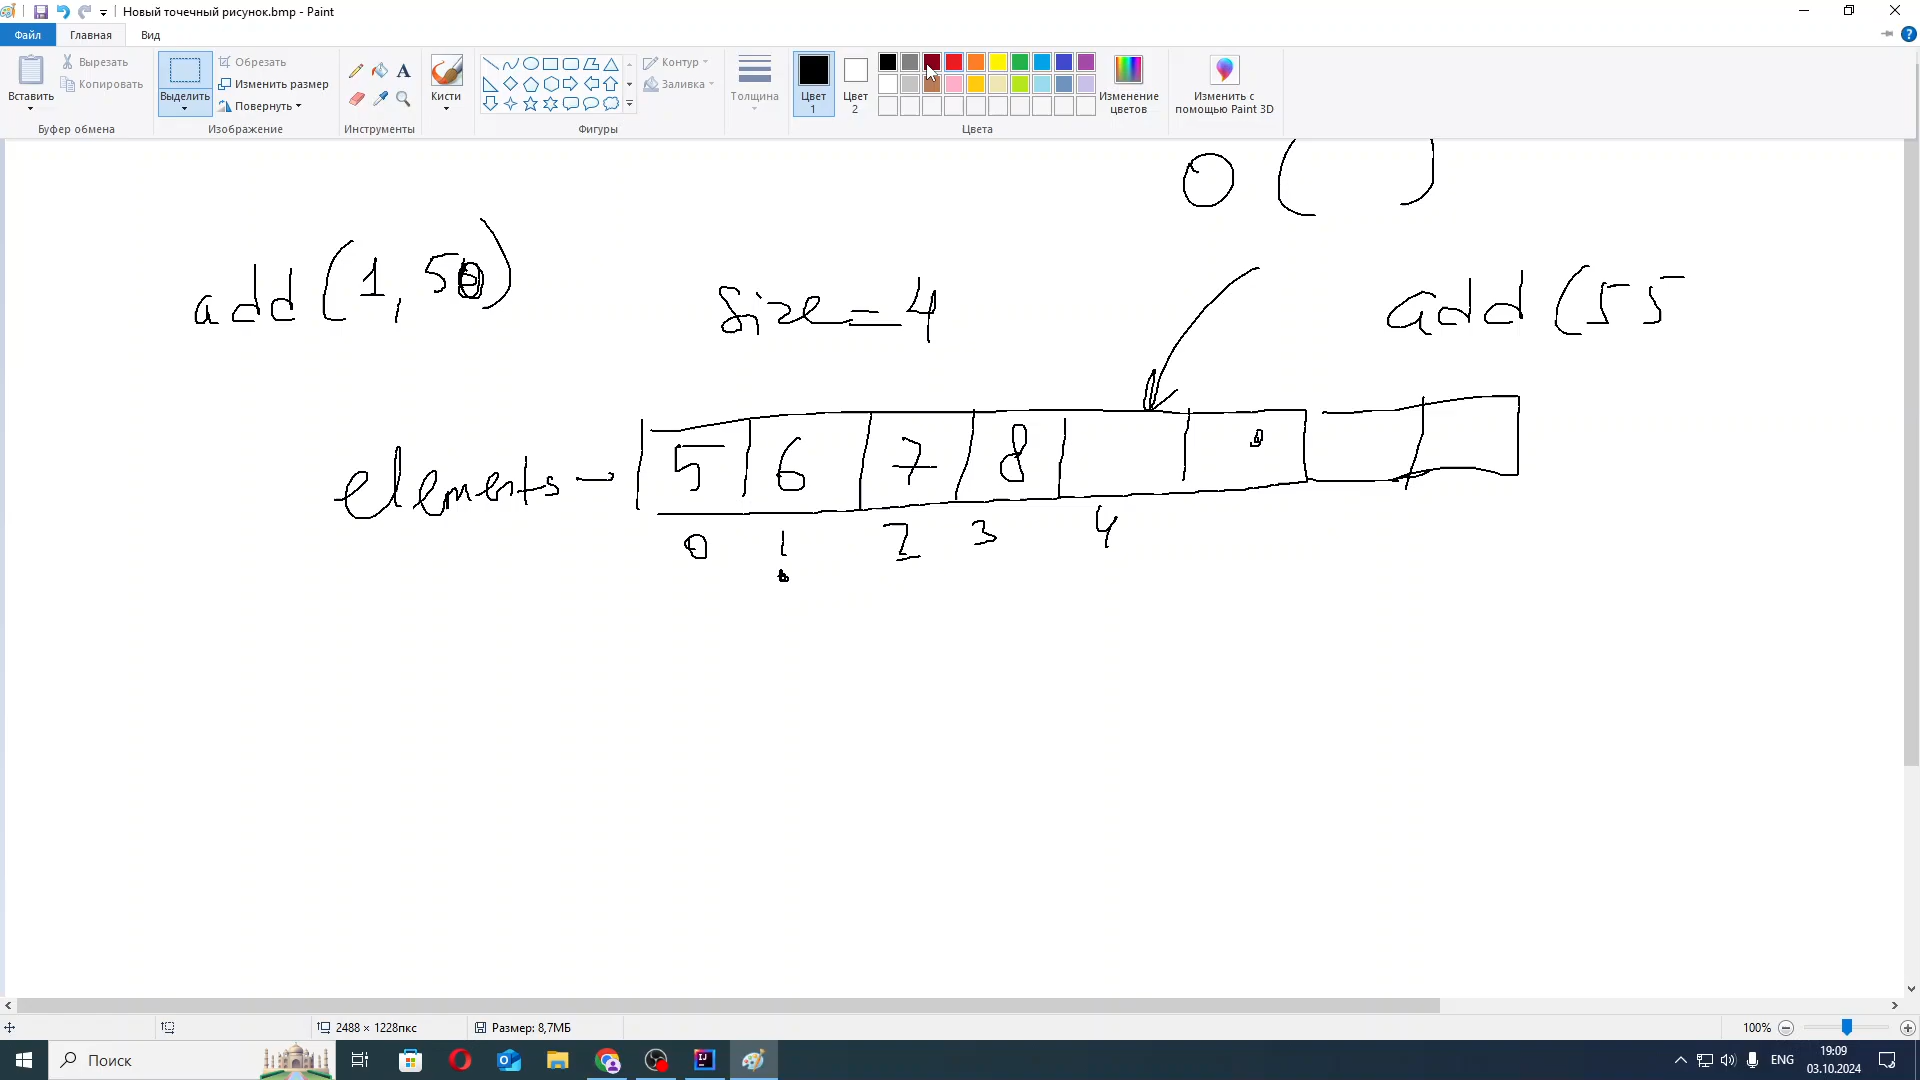 Новый точечный рисунок.bmp - Paint
Файл Главная Вид
Вставить
Вырезать
Копировать
Буфер обмена
Выделить
Обрезать
Изменить размер
Повернуть
Изображение
Инструменты
Кисти
Контур
Заливка
Фигуры
Толщина
Цвет 1
Цвет 2
Изменение цветов
Цвета
Изменить с помощью Paint 3D
O ( )
add (1, 50)
size = 4
add (55
elements
5 6 7 8
0 1 2 3 4
2488 × 1228пкс
Размер: 8,7МБ
100%
Поиск
ENG
19:09
03.10.2024